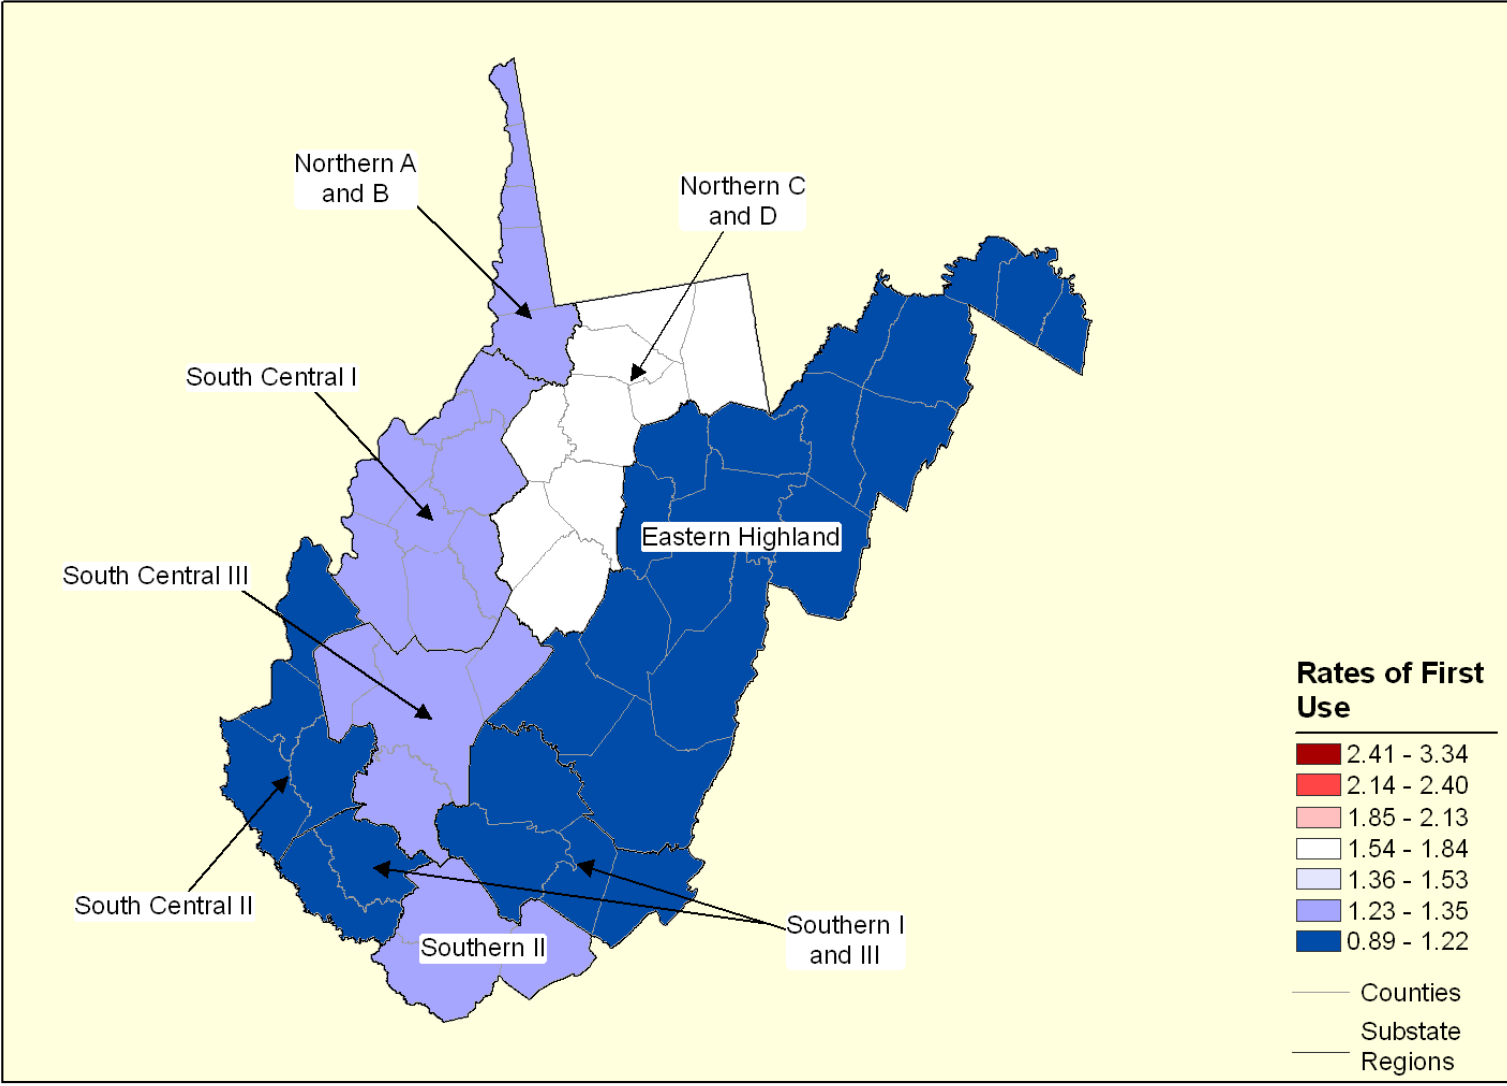 Northern A
and B
Northern C
and D
South Central I
Eastern Highland
South Central III
South Central II
Southern II
Southern I
and III
Rates of First
Use
2.41 - 3.34
2.14 - 2.40
1.85 - 2.13
1.54 - 1.84
1.36 - 1.53
1.23 - 1.35
0.89 - 1.22
Counties
Substate
Regions